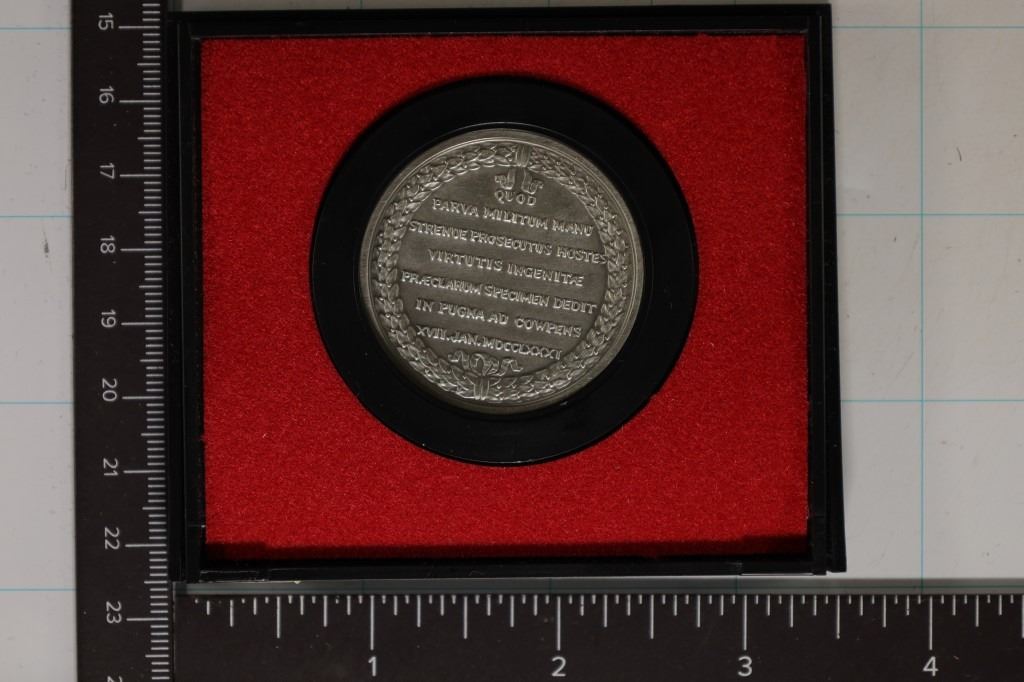 QUOD
PARVA MILITUM MANU
STRENUE PROSECUTUS HOSTES
VIRTUTIS INGENITÆ
PRÆCLARUM SPECIMEN DEDIT
IN PUGNA AD COWPENS
XVII. JAN. MDCCLXXXI
15
16
17
18
19
20
21
22
23
1 2 3 4